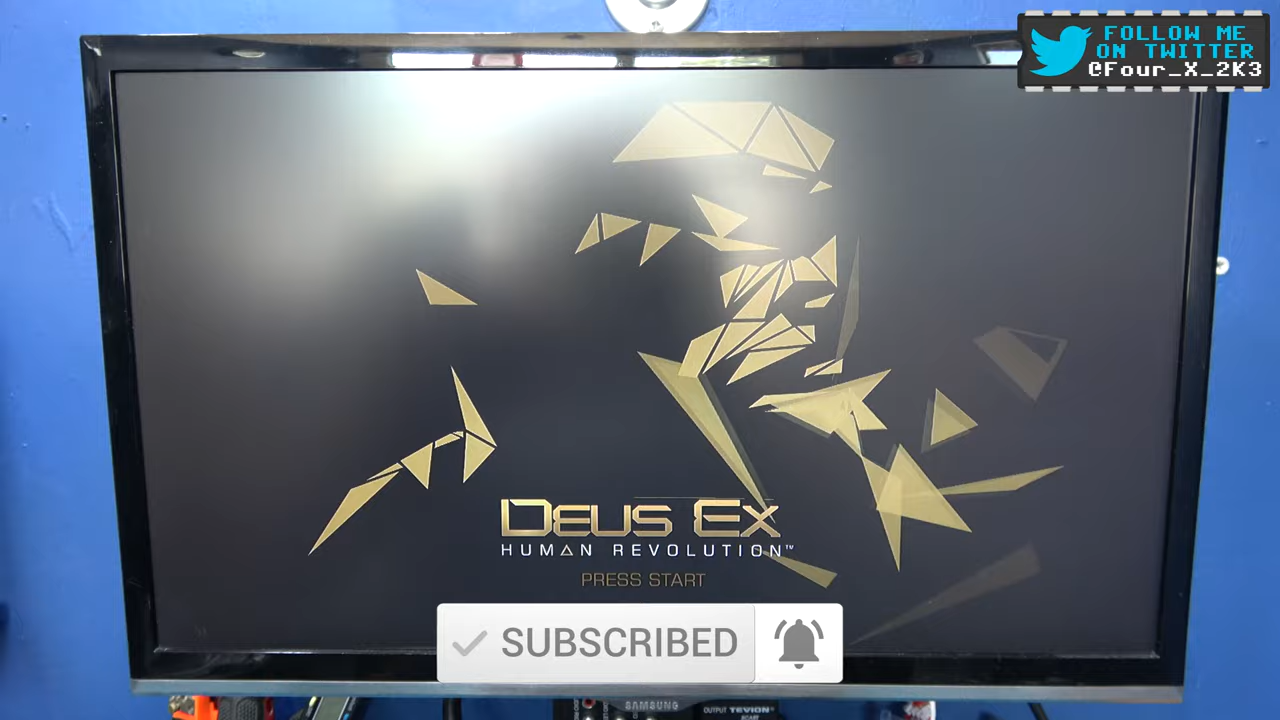 FOLLOW ME
ON TWITTER
@Four_X_2K3
DEUS EX
HUMAN REVOLUTION™
PRESS START
SUBSCRIBED
SAMSUNG
OUTPUT TEVION